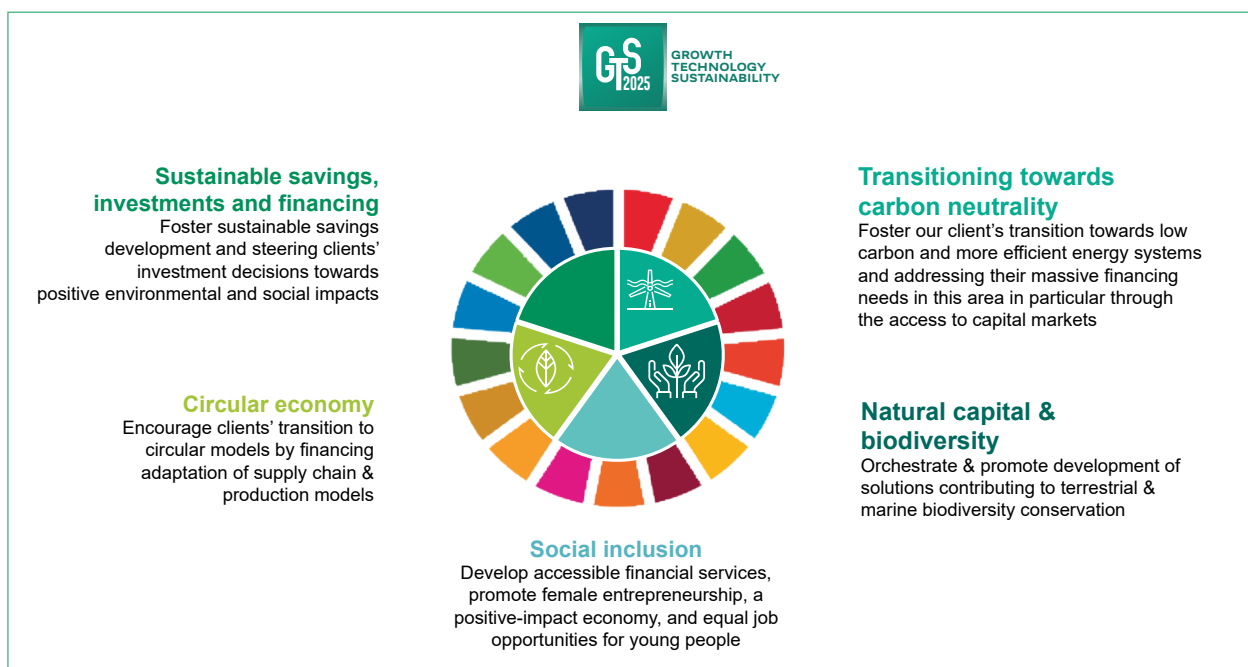 GTS
2025
GROWTH
TECHNOLOGY
SUSTAINABILITY
Sustainable savings,
investments and financing
Foster sustainable savings
development and steering clients'
investment decisions towards
positive environmental and social impacts
Transitioning towards
carbon neutrality
Foster our client's transition towards low
carbon and more efficient energy systems
and addressing their massive financing
needs in this area in particular through
the access to capital markets
Circular economy
Encourage clients' transition to
circular models by financing
adaptation of supply chain &
production models
Natural capital &
biodiversity
Orchestrate & promote development of
solutions contributing to terrestrial &
marine biodiversity conservation
Social inclusion
Develop accessible financial services,
promote female entrepreneurship, a
positive-impact economy, and equal job
opportunities for young people